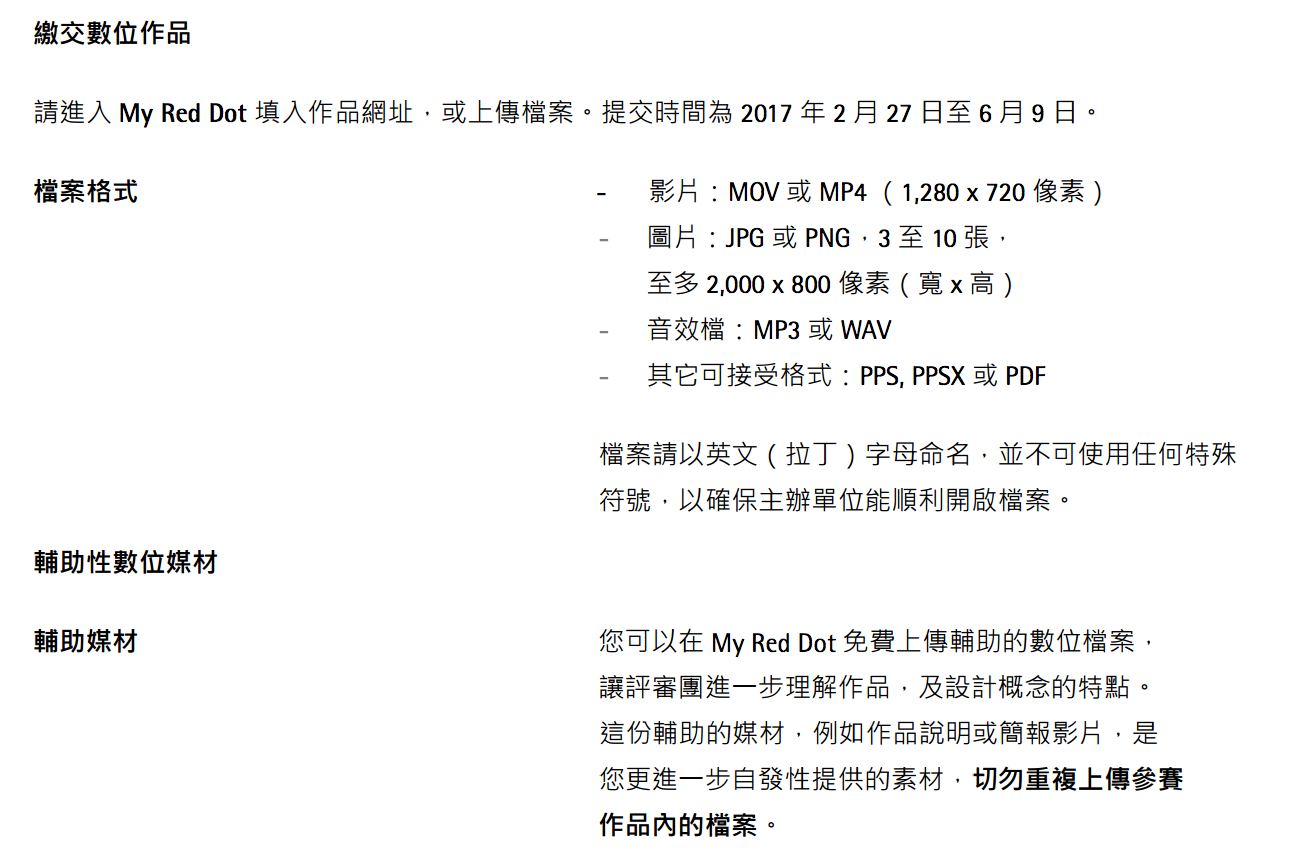 繳交數位作品
請進入 My Red Dot 填入作品網址，或上傳檔案。提交時間為 2017 年 2 月 27 日至 6 月 9 日。
檔案格式
- 影片：MOV 或 MP4 （1,280 x 720 像素）
- 圖片：JPG 或 PNG，3 至 10 張，
至多 2,000 x 800 像素（寬 x 高）
- 音效檔：MP3 或 WAV
- 其它可接受格式：PPS, PPSX 或 PDF
檔案請以英文（拉丁）字母命名，並不可使用任何特殊
符號，以確保主辦單位能順利開啟檔案。
輔助性數位媒材
輔助媒材
您可以在 My Red Dot 免費上傳輔助的數位檔案，
讓評審團進一步理解作品，及設計概念的特點。
這份輔助的媒材，例如作品說明或簡報影片，是
您更進一步自發性提供的素材，切勿重複上傳參賽
作品內的檔案。